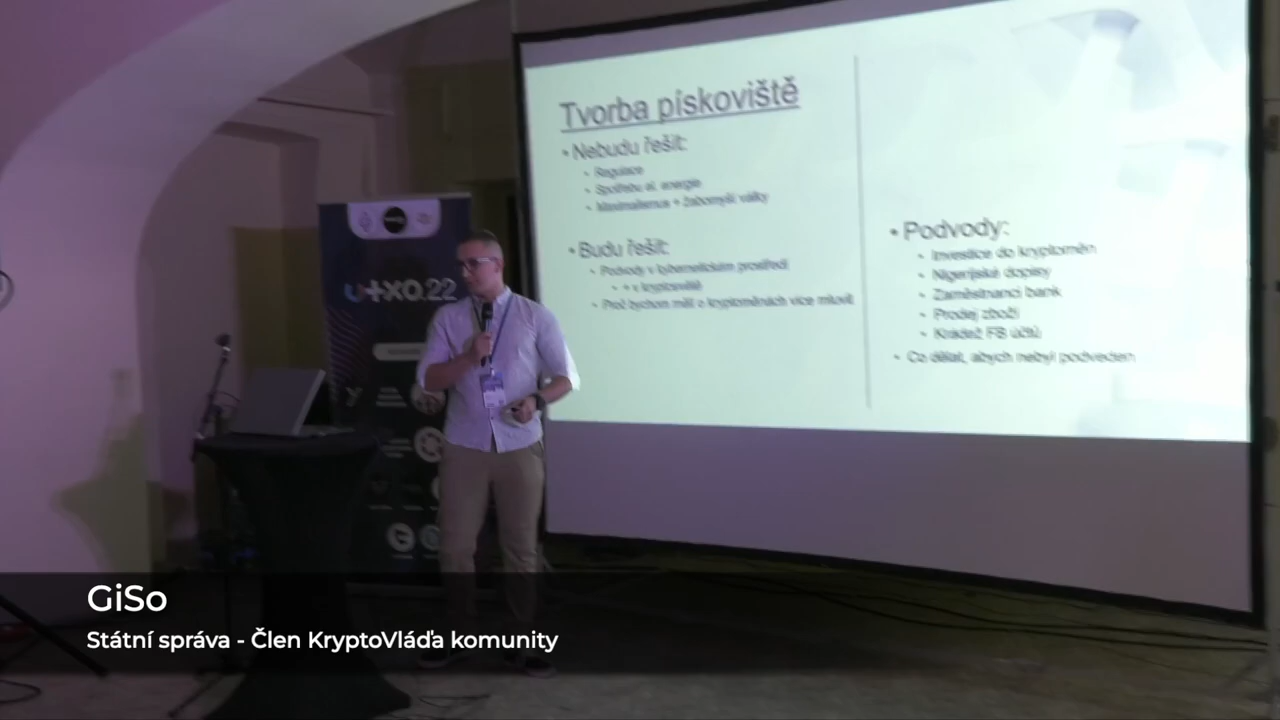 Tvorba pískoviště
• Nebudu řešit:
• Regulace
• Spotřebu el. energie
• Maximalismus + žabomyší války
• Budu řešit:
• Podvody v kybernetickém prostředí
• + v kryptosvětě
• Proč bychom měli o kryptoměnách více mluvit
• Podvody:
• Investice do kryptoměn
• Nigerijské dopisy
• Zaměstnanci bank
• Prodej zboží
• Krádež FB účtů
• Co dělat, abych nebyl podveden
utxo.22
GiSo
Státní správa - Člen KryptoVláďa komunity